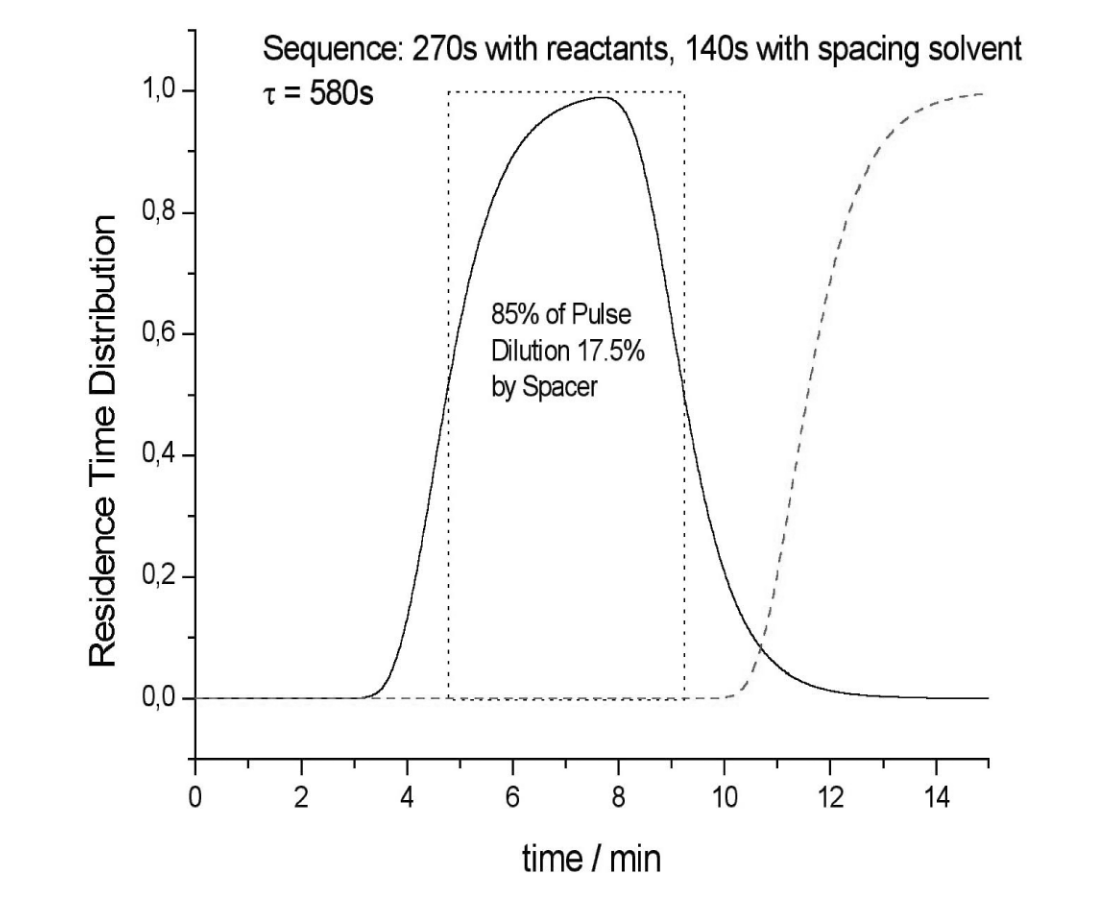 Sequence: 270s with reactants, 140s with spacing solvent
τ = 580s
1,0
0,8
0,6
0,4
0,2
0,0
Residence Time Distribution
85% of Pulse
Dilution 17.5%
by Spacer
0 2 4 6 8 10 12 14
time / min